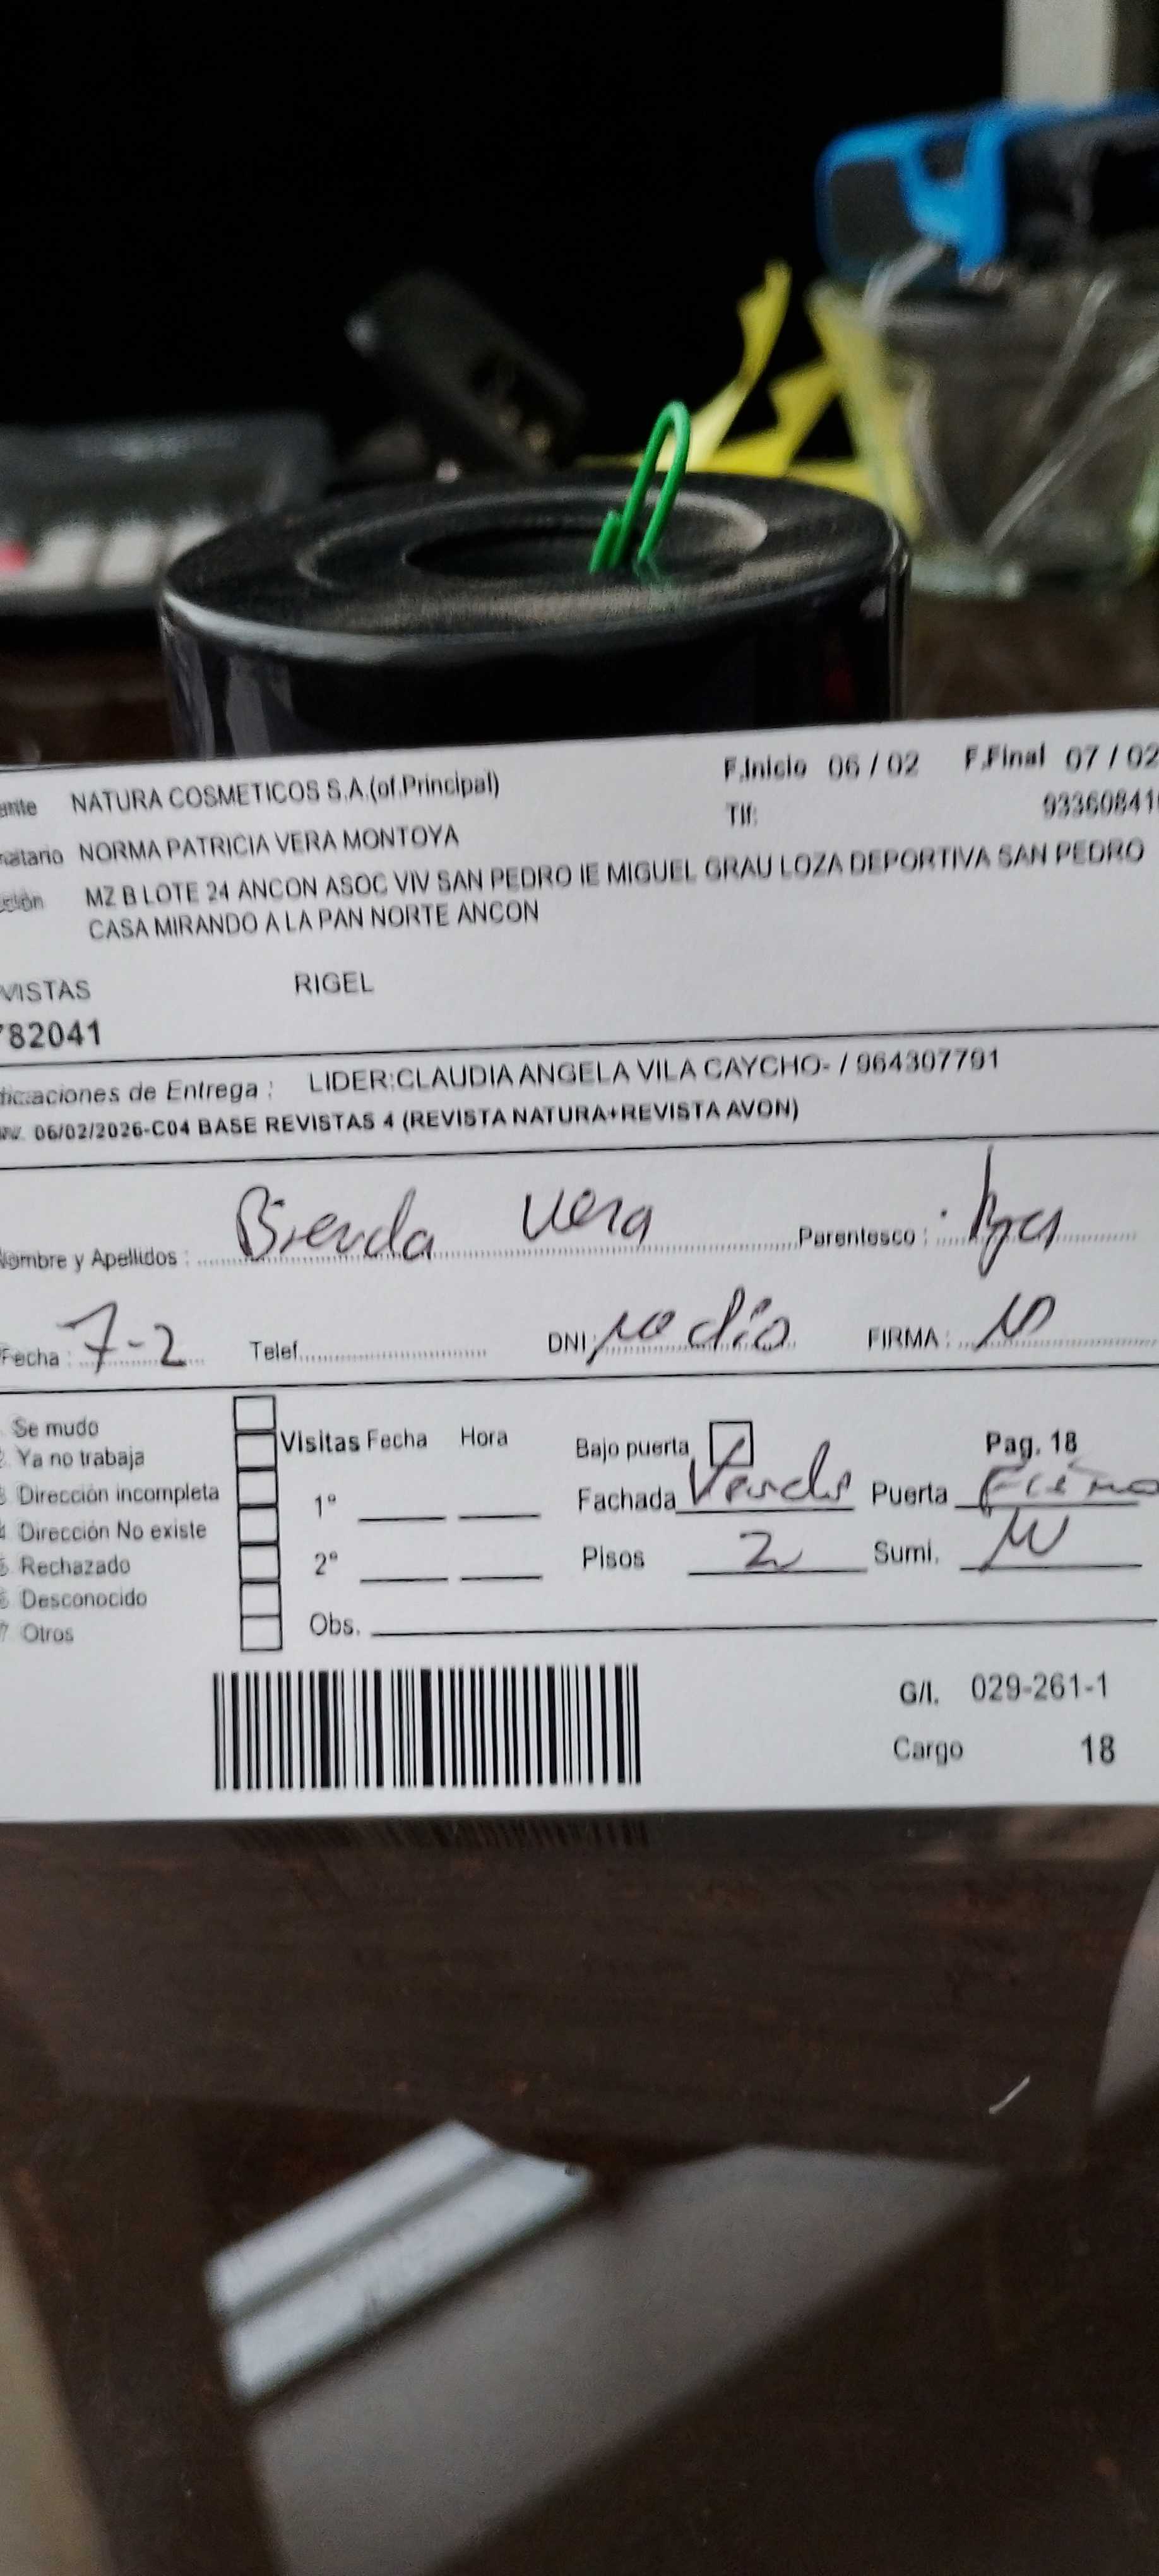 NATURA COSMETICOS S.A.(of.Principal) F.Inicio 06 / 02 F.Final 07 / 02
Tlf: 93360841
NORMA PATRICIA VERA MONTOYA
MZ B LOTE 24 ANCON ASOC VIV SAN PEDRO IE MIGUEL GRAU LOZA DEPORTIVA SAN PEDRO
CASA MIRANDO A LA PAN NORTE ANCON
VISTAS RIGEL
782041
ficaciones de Entrega : LIDER:CLAUDIA ANGELA VILA CAYCHO- / 964307791
06/02/2026-C04 BASE REVISTAS 4 (REVISTA NATURA+REVISTA AVON)
Nombre y Apellidos : Brenda Vera Parentesco :
Fecha : 7-2 Telef. DNI: no dio FIRMA :
Se mudo
Ya no trabaja
Dirección incompleta
4 Dirección No existe
Rechazado
Desconocido
7 Otros
Visitas Fecha Hora
1°
2°
Obs.
Bajo puerta Pag. 18
Fachada Verde Puerta Fierro
Pisos 2 Sumi.
G/I. 029-261-1
Cargo 18